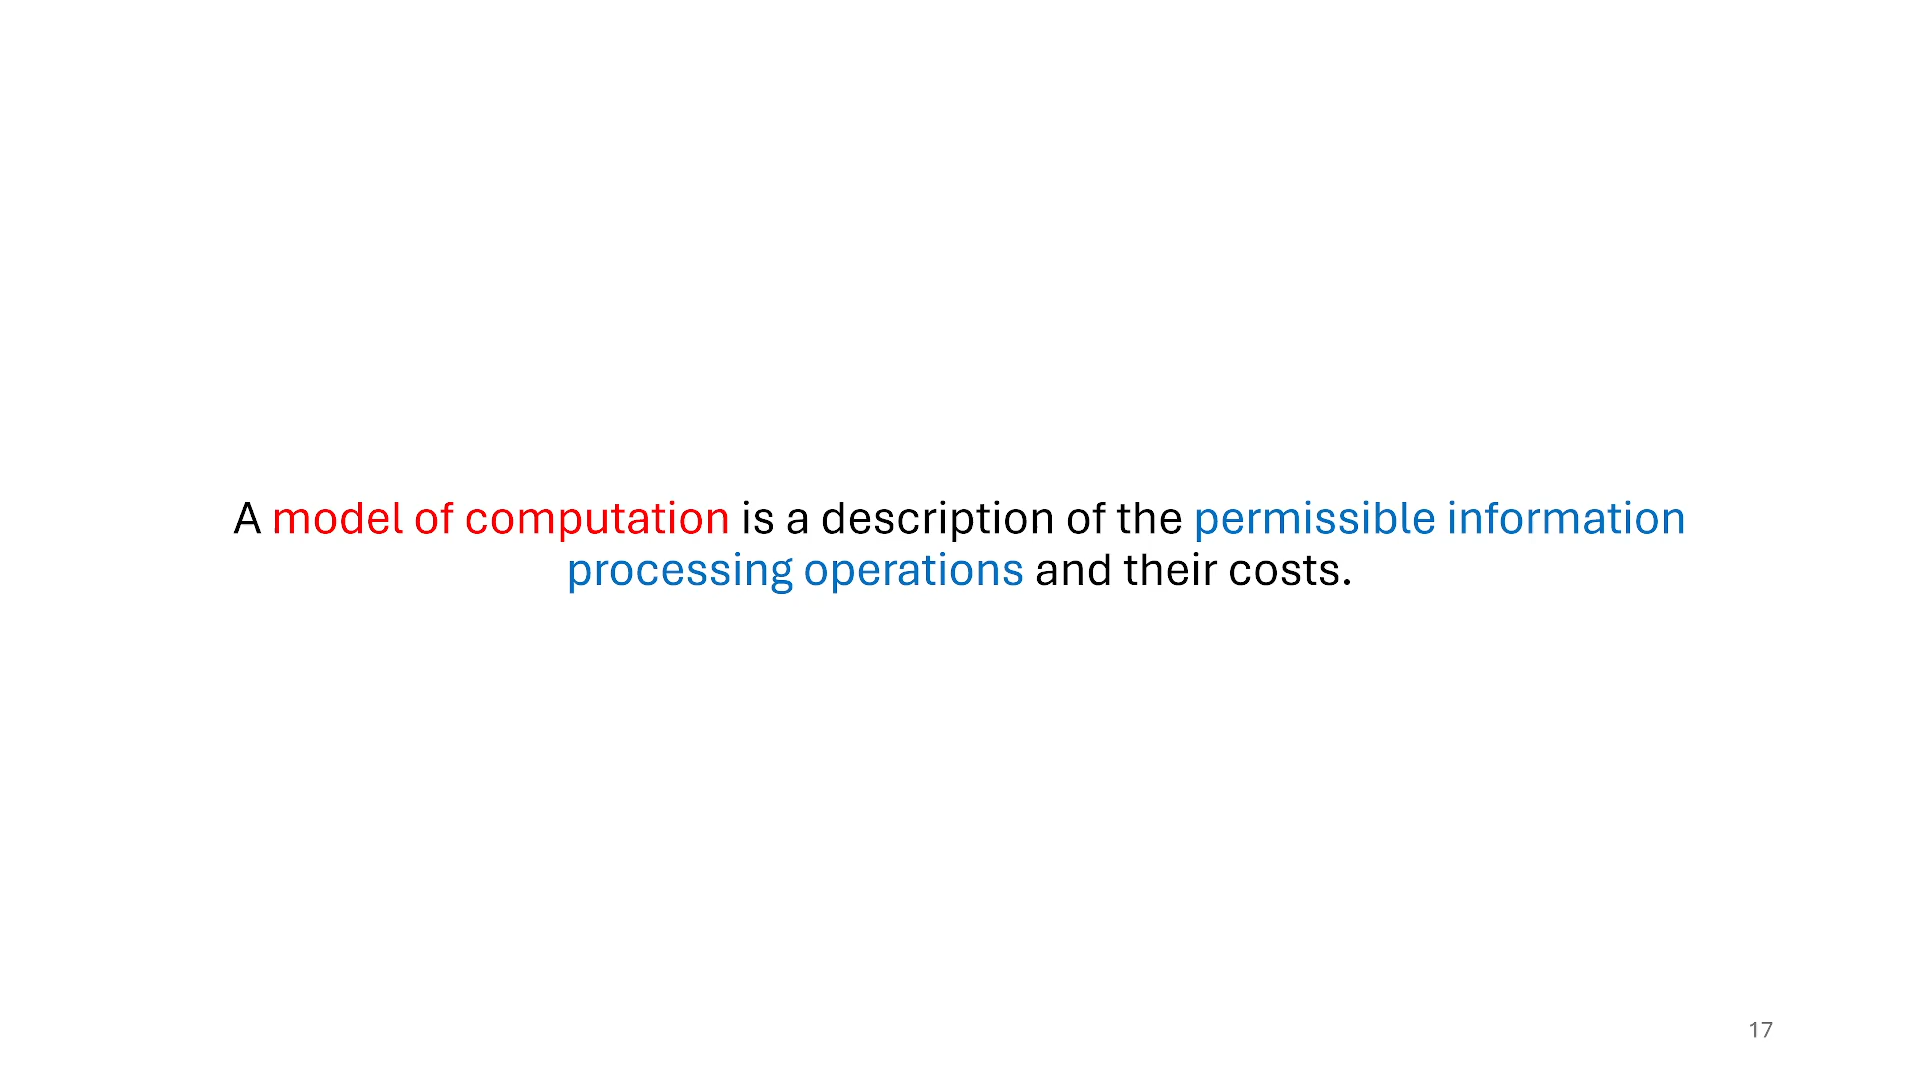 A model of computation is a description of the permissible information
processing operations and their costs.
17